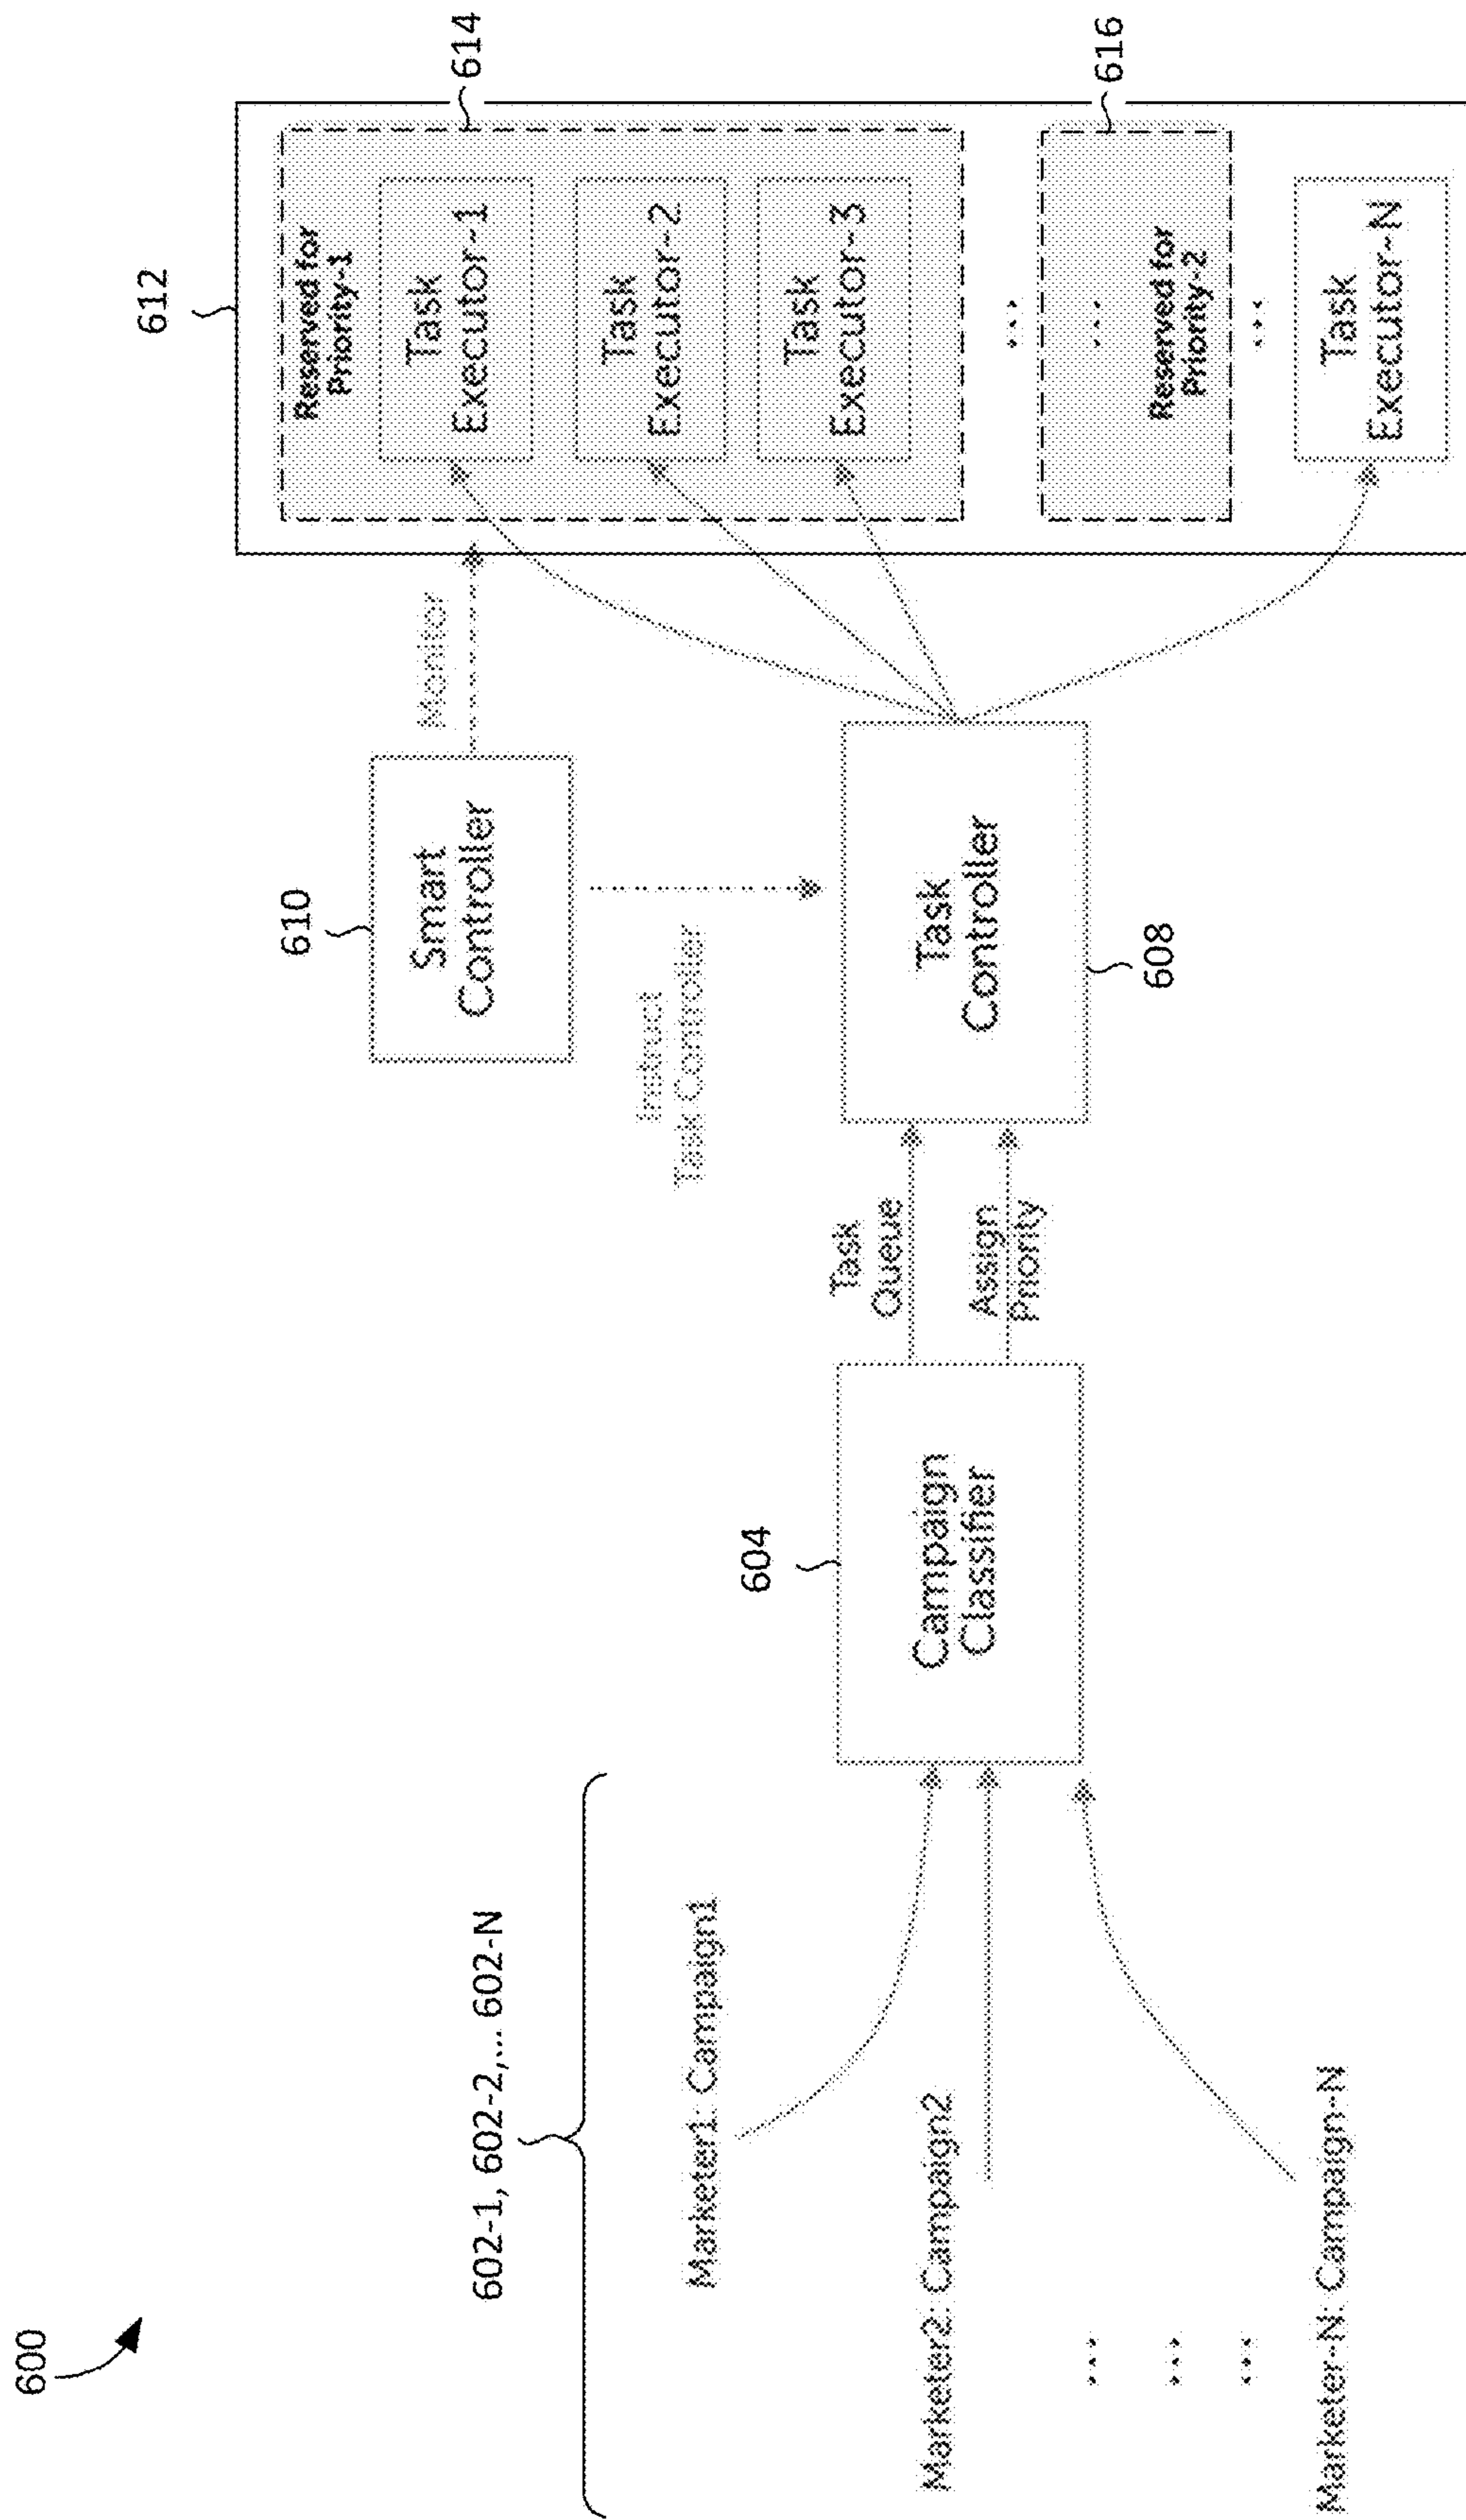 600
602-1, 602-2,... 602-N
Marketer1: Campaign1
Marketer2: Campaign2
...
...
...
Marketer-N: Campaign-N
604
Campaign
Classifier
Task
Queue
Assign
Priority
610
Smart
Controller
Instruct
Task Controller
Task
Controller
608
Monitor
612
614
Reserved for
Priority-1
Task
Executor-1
Task
Executor-2
Task
Executor-3
...
616
...
Reserved for
Priority-2
...
Task
Executor-N